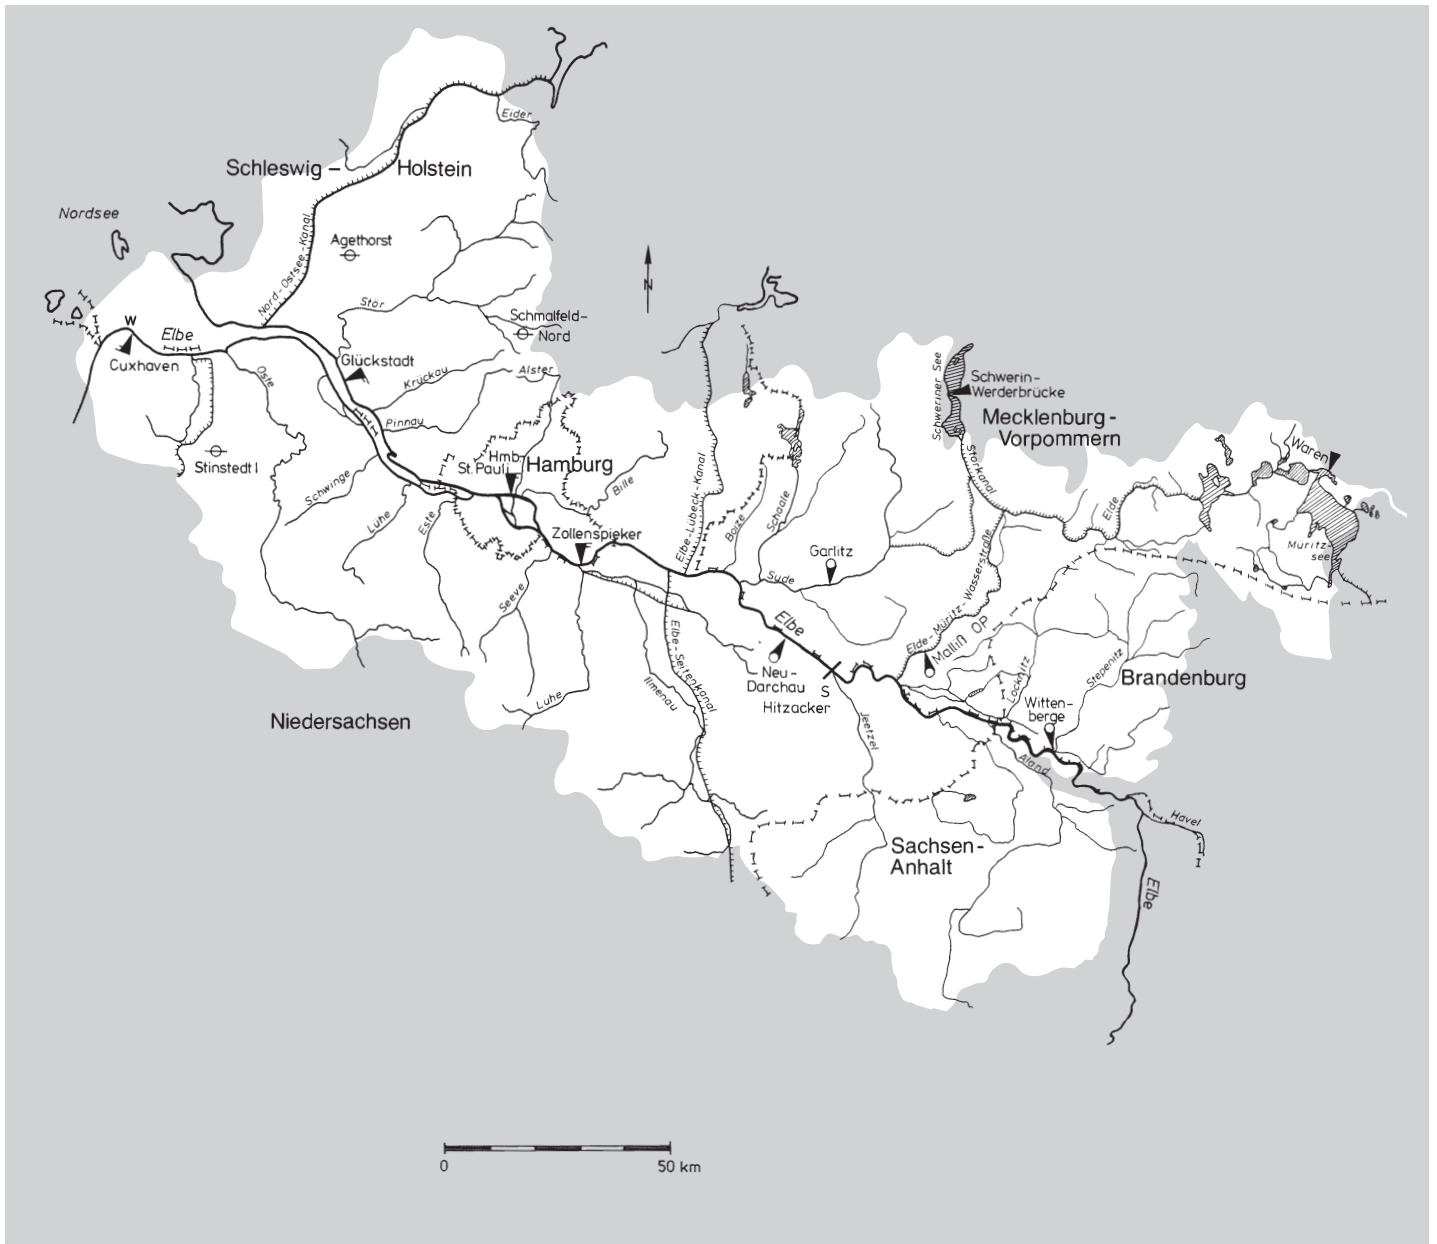 Eider
Schleswig – Holstein
Nordsee
Nord-Ostsee-Kanal
Agethorst
N
Stör
Schmalfeld-
Nord
W
Elbe
Cuxhaven
Oste
Glückstadt
Krückau
Alster
Pinnau
Schweriner See
Schwerin-
Werderbrücke
Mecklenburg-
Vorpommern
Stinstedt I
Hmb.-
St. Pauli
Hamburg
Waren
Schwinge
Bille
Elbe-Lübeck-Kanal
Störkanal
Lühe
Este
Boize
Schaale
Elde
Zollenspieker
Müritz-
see
Garlitz
Sude
Seeve
Elbe
Elde-Müritz-Wasserstraße
Malliß OP
Elbe-Seitenkanal
Neu-
Darchau
S
Hitzacker
Löcknitz
Stepenitz
Brandenburg
Luhe
Ilmenau
Niedersachsen
Jeetzel
Witten-
berge
Aland
Havel
Sachsen-
Anhalt
Elbe
0 50 km